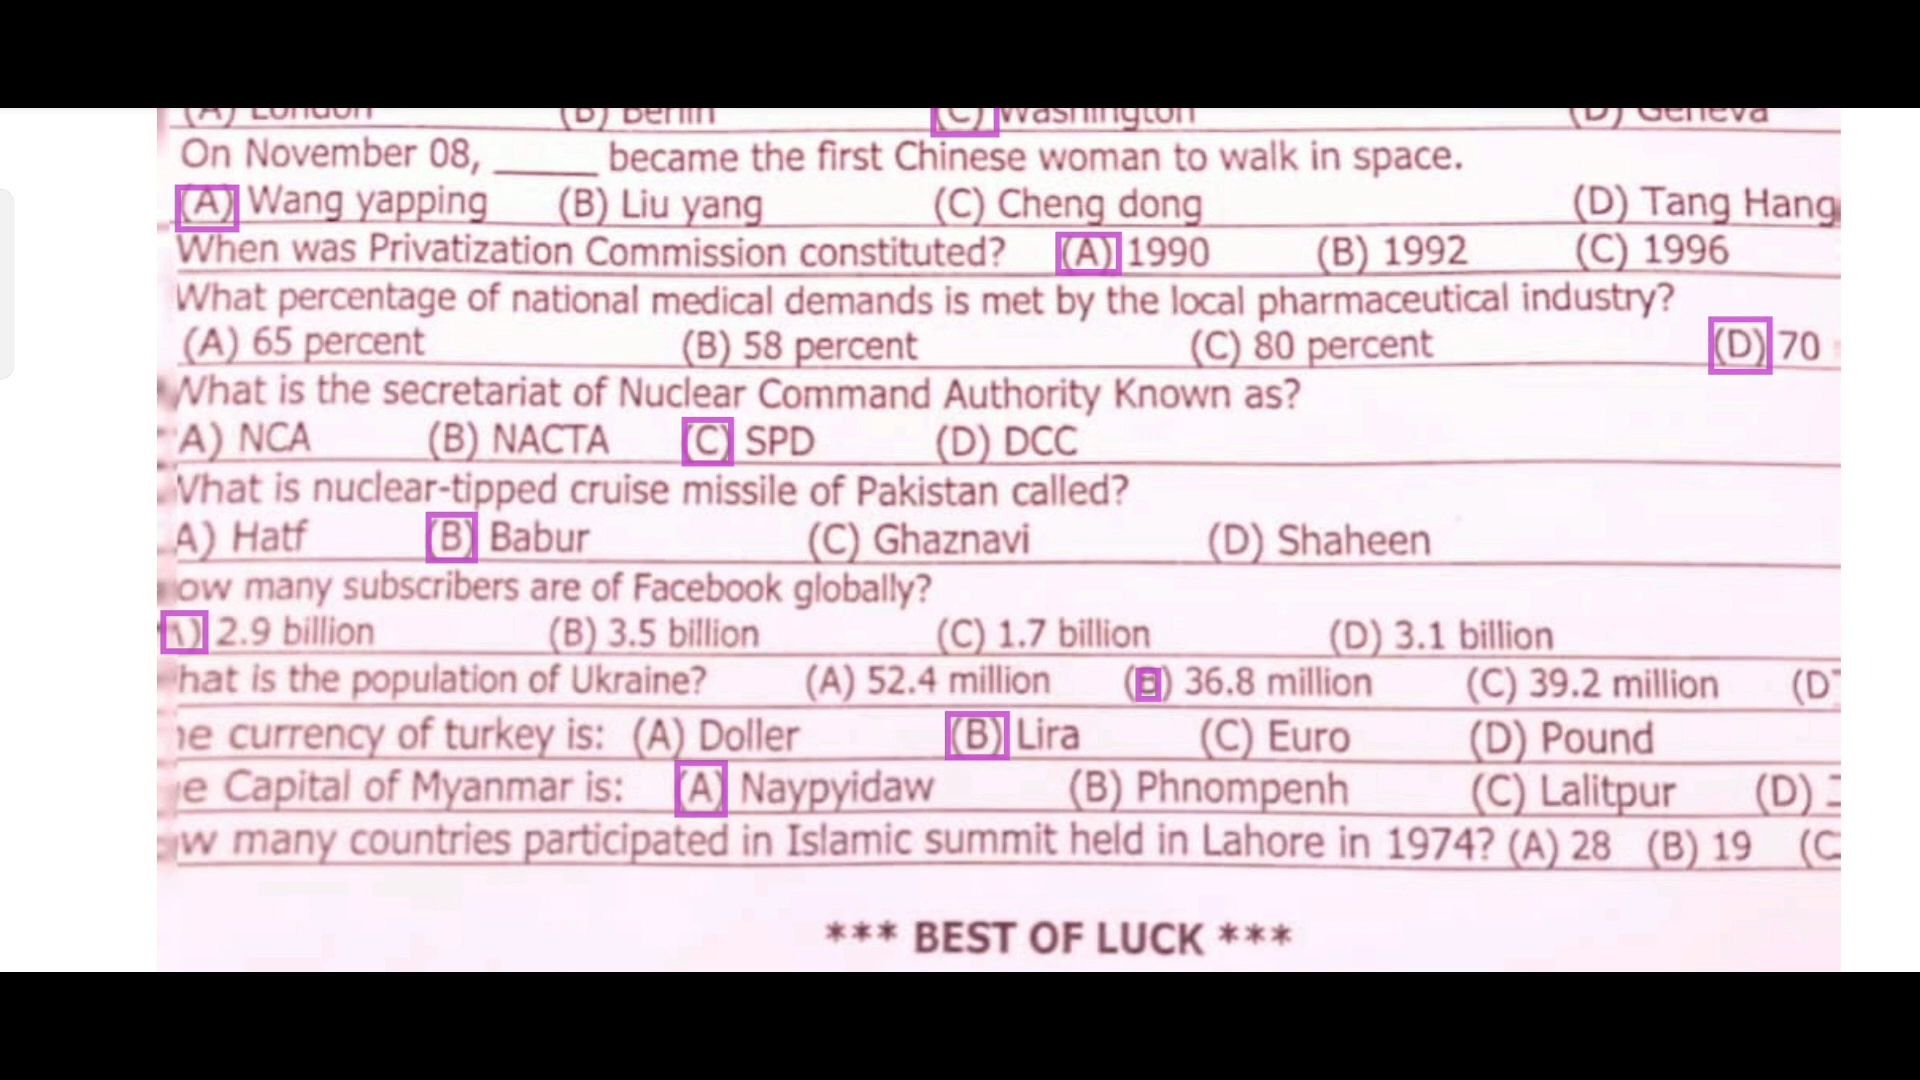 (A) London (B) Berlin (C) Washington (D) Geneva
On November 08, _____ became the first Chinese woman to walk in space.
(A) Wang yapping (B) Liu yang (C) Cheng dong (D) Tang Hang
When was Privatization Commission constituted? (A) 1990 (B) 1992 (C) 1996
What percentage of national medical demands is met by the local pharmaceutical industry?
(A) 65 percent (B) 58 percent (C) 80 percent (D) 70
What is the secretariat of Nuclear Command Authority Known as?
A) NCA (B) NACTA (C) SPD (D) DCC
What is nuclear-tipped cruise missile of Pakistan called?
A) Hatf (B) Babur (C) Ghaznavi (D) Shaheen
ow many subscribers are of Facebook globally?
) 2.9 billion (B) 3.5 billion (C) 1.7 billion (D) 3.1 billion
hat is the population of Ukraine? (A) 52.4 million (B) 36.8 million (C) 39.2 million (D
e currency of turkey is: (A) Doller (B) Lira (C) Euro (D) Pound
e Capital of Myanmar is: (A) Naypyidaw (B) Phnompenh (C) Lalitpur (D)
w many countries participated in Islamic summit held in Lahore in 1974? (A) 28 (B) 19 (C
*** BEST OF LUCK ***